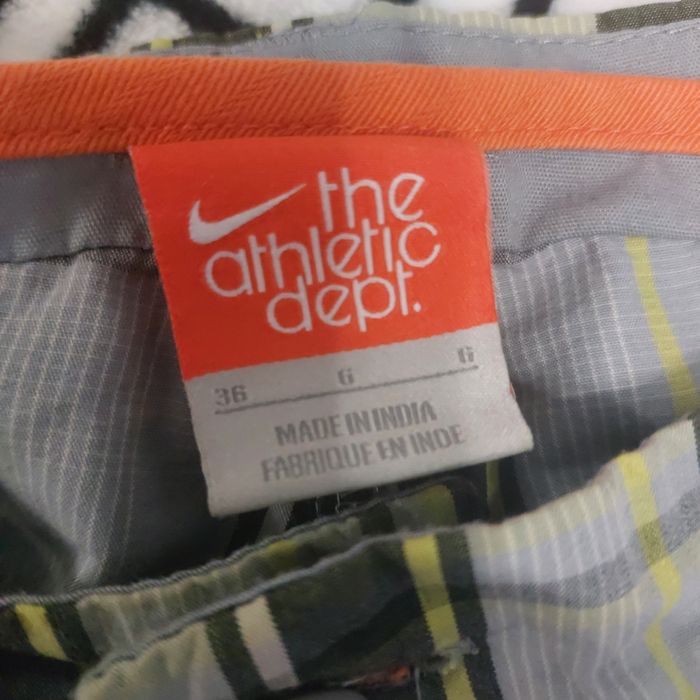 the
athletic
dept.
36 6 6
MADE IN INDIA
FABRIQUE EN INDE